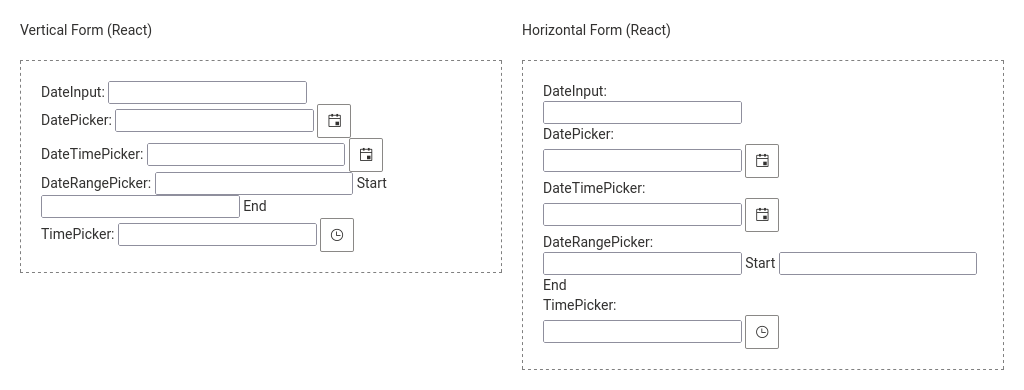 Vertical Form (React)
DateInput:
DatePicker:
DateTimePicker:
DateRangePicker: Start
End
TimePicker:
Horizontal Form (React)
DateInput:
DatePicker:
DateTimePicker:
DateRangePicker:
Start
End
TimePicker: